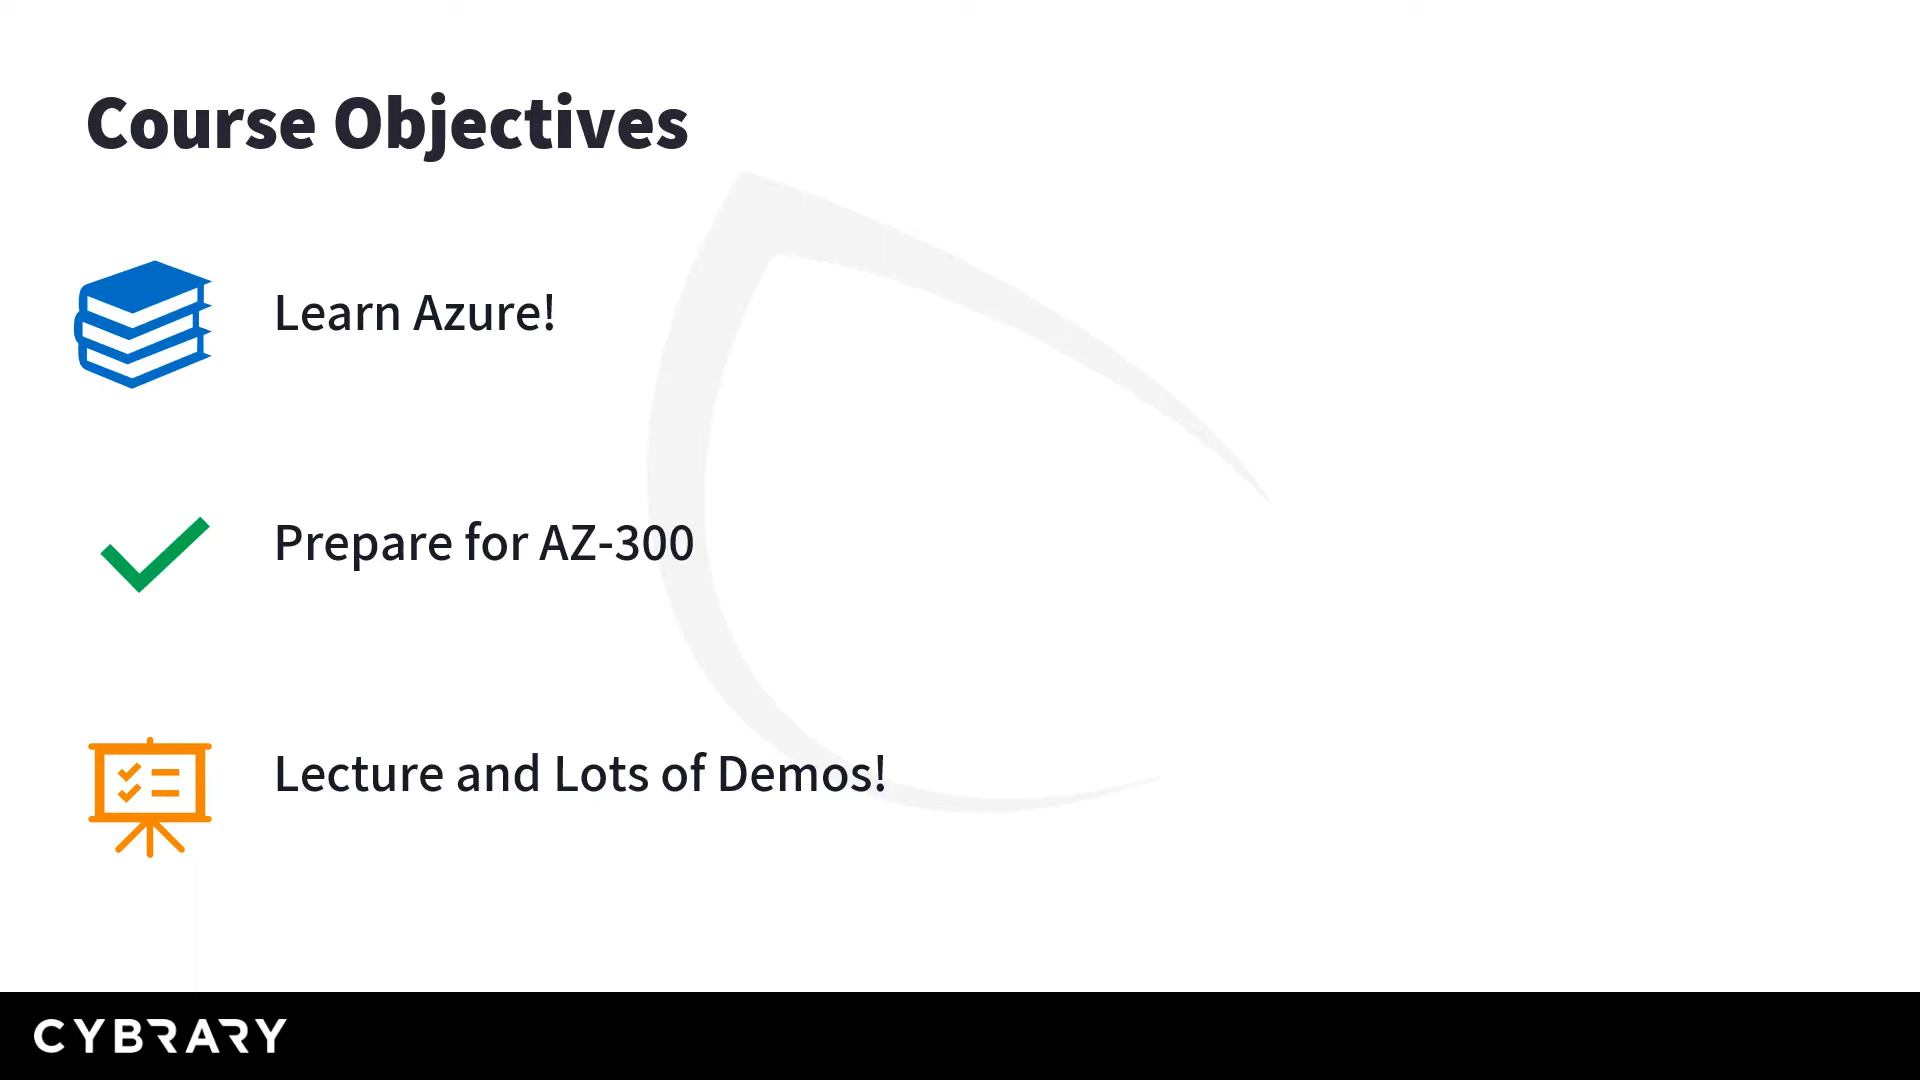 Course Objectives
Learn Azure!
Prepare for AZ-300
Lecture and Lots of Demos!
CYBRARY